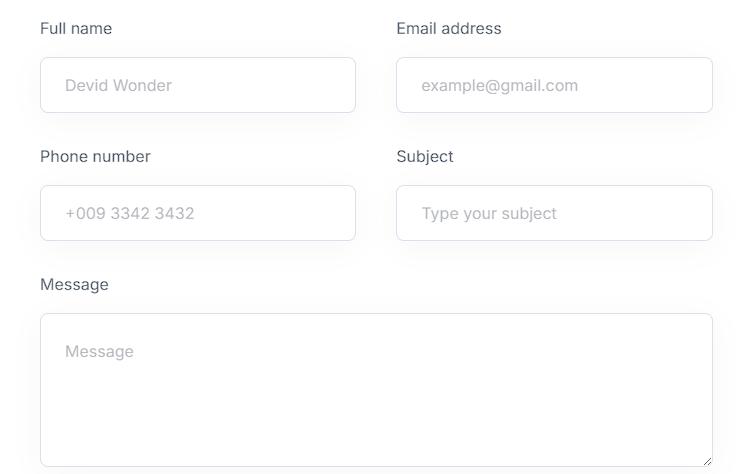 Full name
Email address
Devid Wonder
example@gmail.com
Phone number
Subject
+009 3342 3432
Type your subject
Message
Message